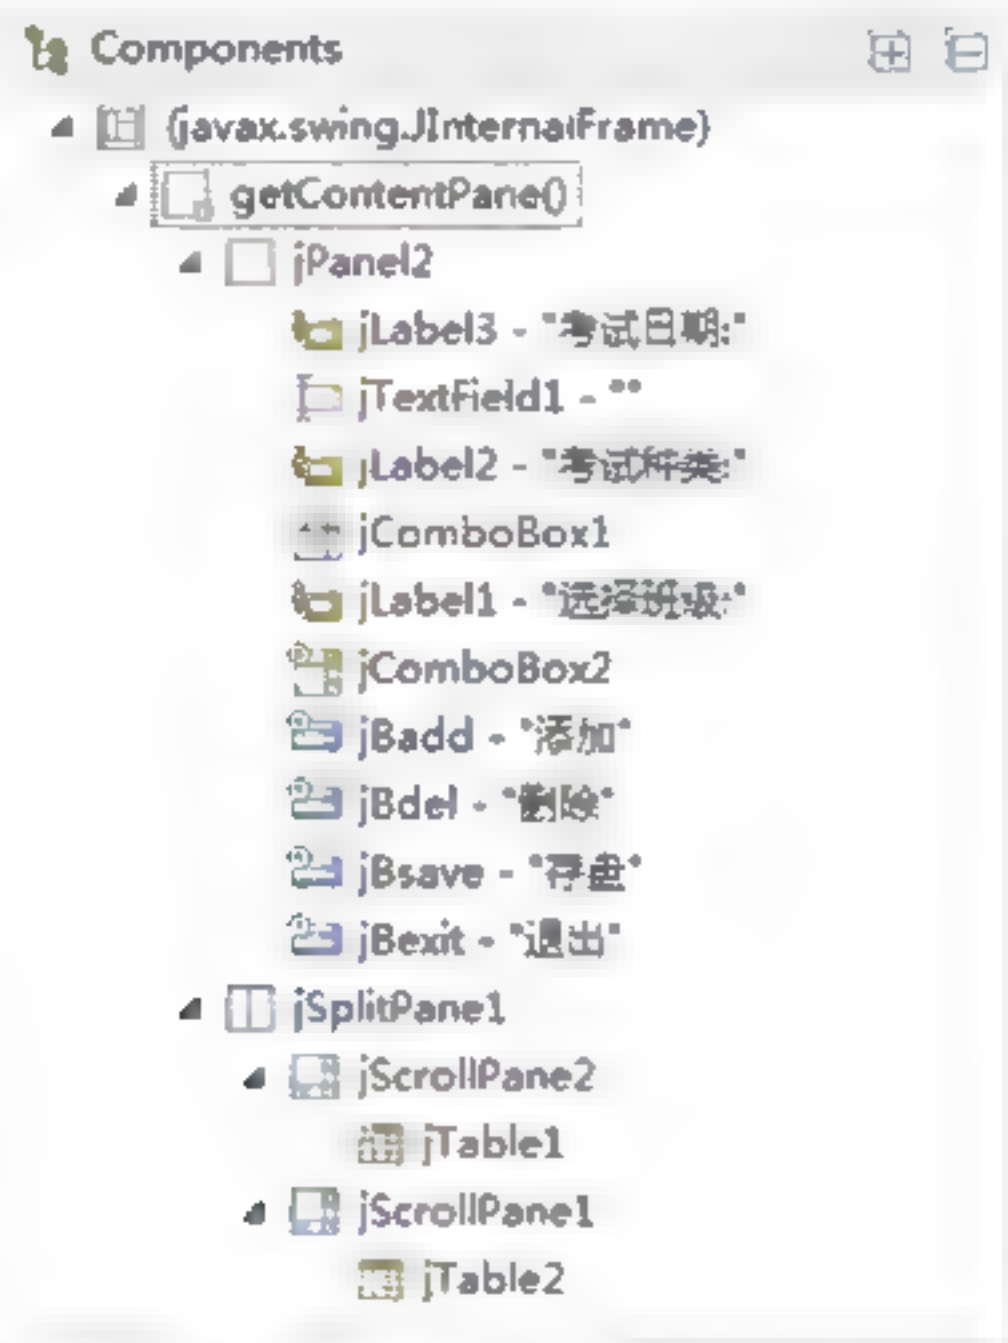 Components
(javax.swing.JInternalFrame)
getContentPane()
jPanel2
jLabel3 - "考试日期:"
jTextField1 - ""
jLabel2 - "考试种类:"
jComboBox1
jLabel1 - "选择班级:"
jComboBox2
jBadd - "添加"
jBdel - "删除"
jBsave - "存盘"
jBexit - "退出"
jSplitPane1
jScrollPane2
jTable1
jScrollPane1
jTable2